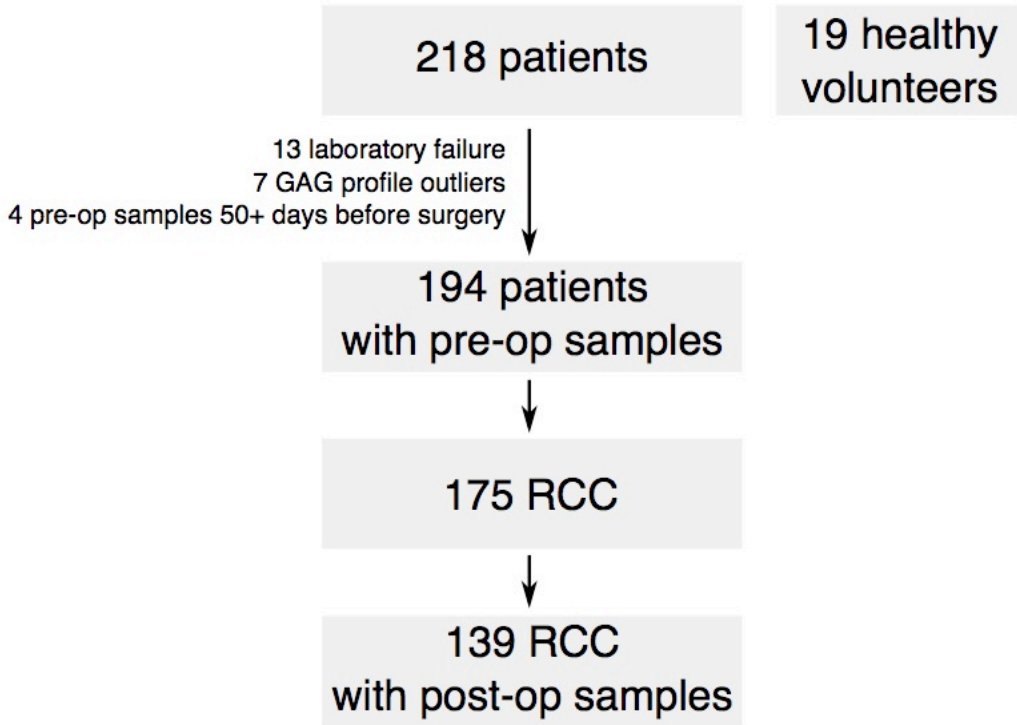 218 patients
19 healthy
volunteers
13 laboratory failure
7 GAG profile outliers
4 pre-op samples 50+ days before surgery
194 patients
with pre-op samples
175 RCC
139 RCC
with post-op samples